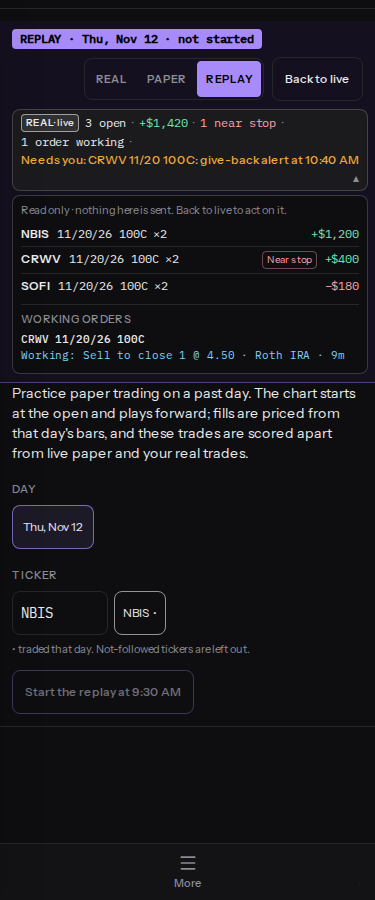 REPLAY · Thu, Nov 12 · not started
REAL PAPER REPLAY Back to live
REAL·live 3 open · +$1,420 · 1 near stop ·
1 order working ·
Needs you: CRWV 11/20 100C: give-back alert at 10:40 AM
▲
Read only · nothing here is sent. Back to live to act on it.
NBIS 11/20/26 100C ×2 +$1,200
CRWV 11/20/26 100C ×2 Near stop +$400
SOFI 11/20/26 100C ×2 −$180
WORKING ORDERS
CRWV 11/20/26 100C
Working: Sell to close 1 @ 4.50 · Roth IRA · 9m
Practice paper trading on a past day. The chart starts
at the open and plays forward; fills are priced from
that day's bars, and these trades are scored apart
from live paper and your real trades.
DAY
Thu, Nov 12
TICKER
NBIS NBIS •
• traded that day. Not-followed tickers are left out.
Start the replay at 9:30 AM
More